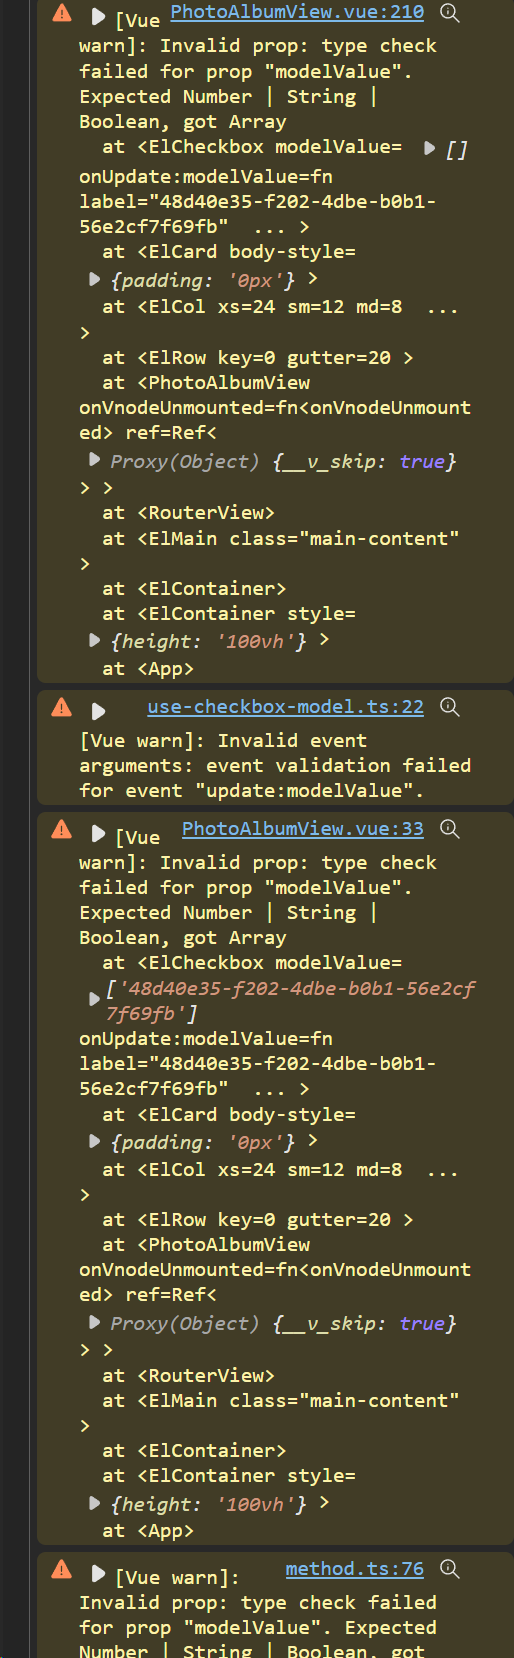 [Vue PhotoAlbumView.vue:210
warn]: Invalid prop: type check
failed for prop "modelValue".
Expected Number | String |
Boolean, got Array
at <ElCheckbox modelValue= []
onUpdate:modelValue=fn
label="48d40e35-f202-4dbe-b0b1-
56e2cf7f69fb" ... >
at <ElCard body-style=
{padding: '0px'} >
at <ElCol xs=24 sm=12 md=8 ...
>
at <ElRow key=0 gutter=20 >
at <PhotoAlbumView
onVnodeUnmounted=fn<onVnodeUnmount
ed> ref=Ref<
Proxy(Object) {__v_skip: true}
> >
at <RouterView>
at <ElMain class="main-content"
>
at <ElContainer>
at <ElContainer style=
{height: '100vh'} >
at <App>
use-checkbox-model.ts:22
[Vue warn]: Invalid event
arguments: event validation failed
for event "update:modelValue".
[Vue PhotoAlbumView.vue:33
warn]: Invalid prop: type check
failed for prop "modelValue".
Expected Number | String |
Boolean, got Array
at <ElCheckbox modelValue=
['48d40e35-f202-4dbe-b0b1-56e2cf
7f69fb']
onUpdate:modelValue=fn
label="48d40e35-f202-4dbe-b0b1-
56e2cf7f69fb" ... >
at <ElCard body-style=
{padding: '0px'} >
at <ElCol xs=24 sm=12 md=8 ...
>
at <ElRow key=0 gutter=20 >
at <PhotoAlbumView
onVnodeUnmounted=fn<onVnodeUnmount
ed> ref=Ref<
Proxy(Object) {__v_skip: true}
> >
at <RouterView>
at <ElMain class="main-content"
>
at <ElContainer>
at <ElContainer style=
{height: '100vh'} >
at <App>
[Vue warn]: method.ts:76
Invalid prop: type check failed
for prop "modelValue". Expected
Number | String | Boolean, got